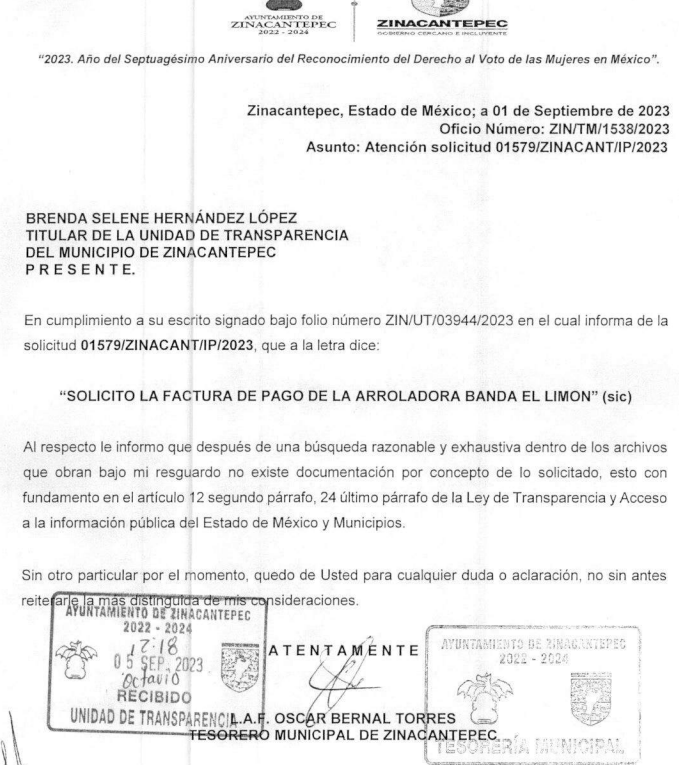 AYUNTAMIENTO DE
ZINACANTEPEC
2022 - 2024
ZINACANTEPEC
GOBIERNO CERCANO E INCLUYENTE
“2023. Año del Septuagésimo Aniversario del Reconocimiento del Derecho al Voto de las Mujeres en México”.
Zinacantepec, Estado de México; a 01 de Septiembre de 2023
Oficio Número: ZIN/TM/1538/2023
Asunto: Atención solicitud 01579/ZINACANT/IP/2023
BRENDA SELENE HERNÁNDEZ LÓPEZ
TITULAR DE LA UNIDAD DE TRANSPARENCIA
DEL MUNICIPIO DE ZINACANTEPEC
P R E S E N T E.
En cumplimiento a su escrito signado bajo folio número ZIN/UT/03944/2023 en el cual informa de la
solicitud 01579/ZINACANT/IP/2023, que a la letra dice:
“SOLICITO LA FACTURA DE PAGO DE LA ARROLADORA BANDA EL LIMON” (sic)
Al respecto le informo que después de una búsqueda razonable y exhaustiva dentro de los archivos
que obran bajo mi resguardo no existe documentación por concepto de lo solicitado, esto con
fundamento en el artículo 12 segundo párrafo, 24 último párrafo de la Ley de Transparencia y Acceso
a la información pública del Estado de México y Municipios.
Sin otro particular por el momento, quedo de Usted para cualquier duda o aclaración, no sin antes
reiterarle la más distinguida de mis consideraciones.
AYUNTAMIENTO DE ZINACANTEPEC
2022 - 2024
17:18
05 SEP. 2023
Octavio
RECIBIDO
UNIDAD DE TRANSPARENCIA
A T E N T A M E N T E
L.A.F. OSCAR BERNAL TORRES
TESORERO MUNICIPAL DE ZINACANTEPEC
AYUNTAMIENTO DE ZINACANTEPEC
2022 - 2024
TESORERÍA MUNICIPAL